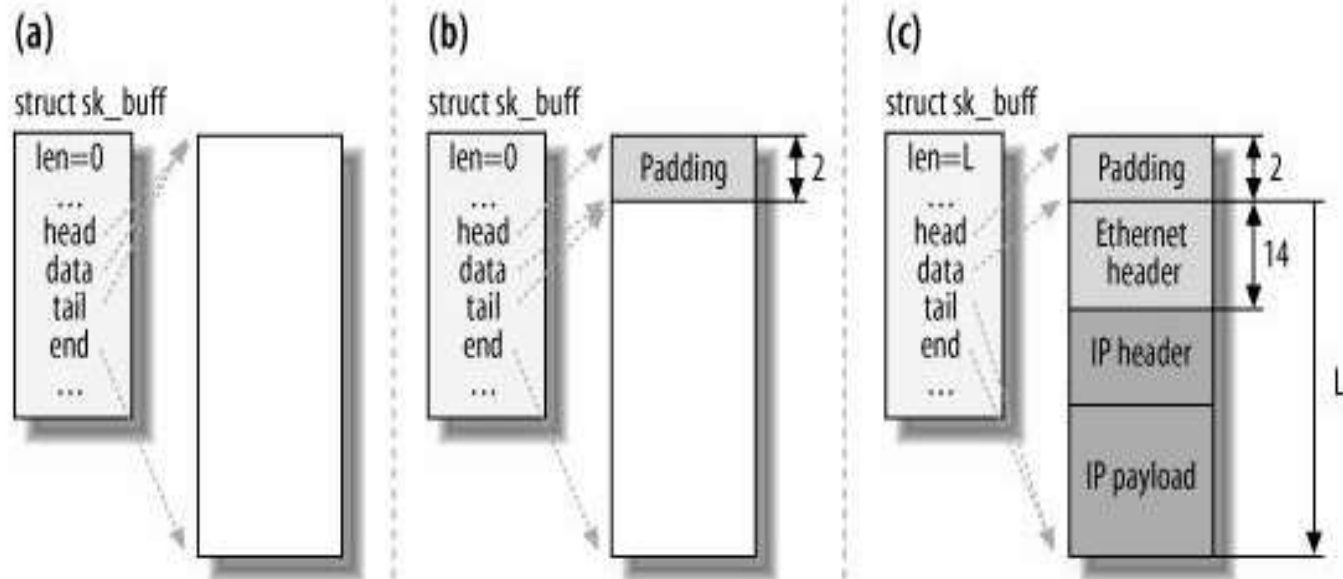 (a)
struct sk_buff
len=0
...
head
data
tail
end
...
(b)
struct sk_buff
len=0
...
head
data
tail
end
...
Padding
2
(c)
struct sk_buff
len=L
...
head
data
tail
end
...
Padding
2
Ethernet
header
14
IP header
IP payload
L